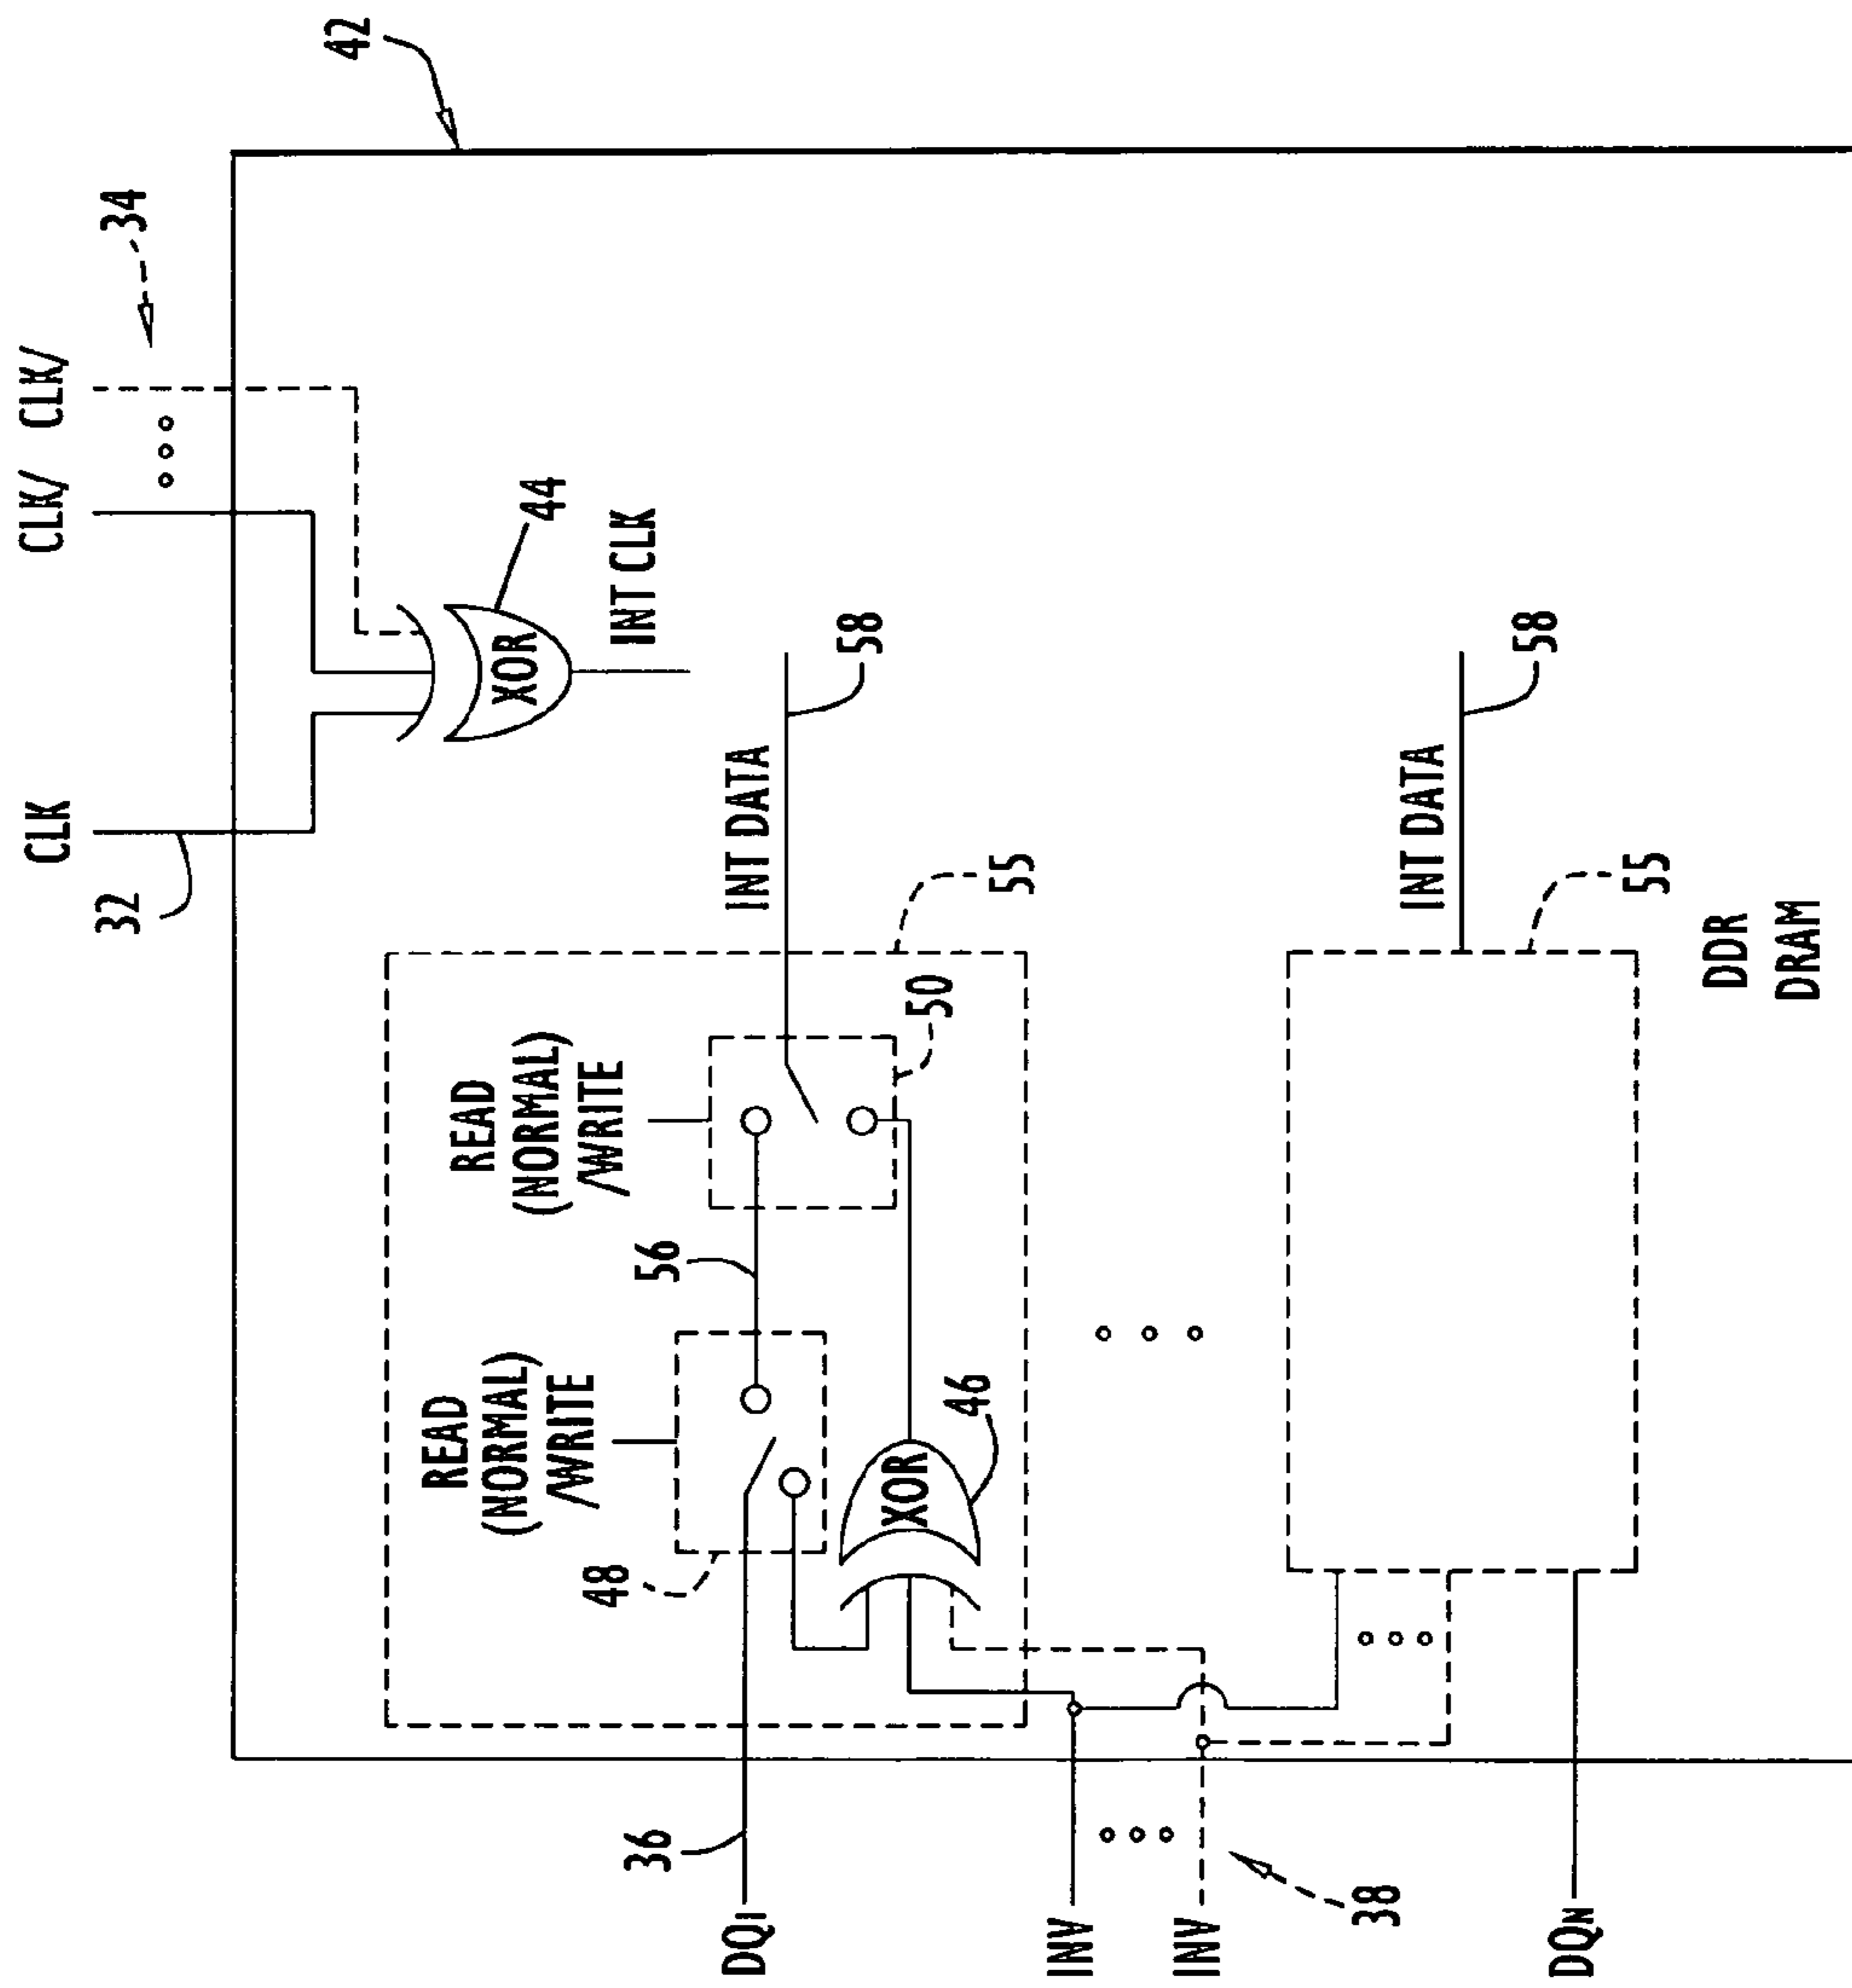 CLK
CLK/
CLK/
34
42
32
44
XOR
INT CLK
READ
(NORMAL)
/WRITE
READ
(NORMAL)
/WRITE
48
56
50
INT DATA
58
55
36
DQ1
XOR
46
INV
INV
38
INT DATA
58
55
DQN
DDR
DRAM